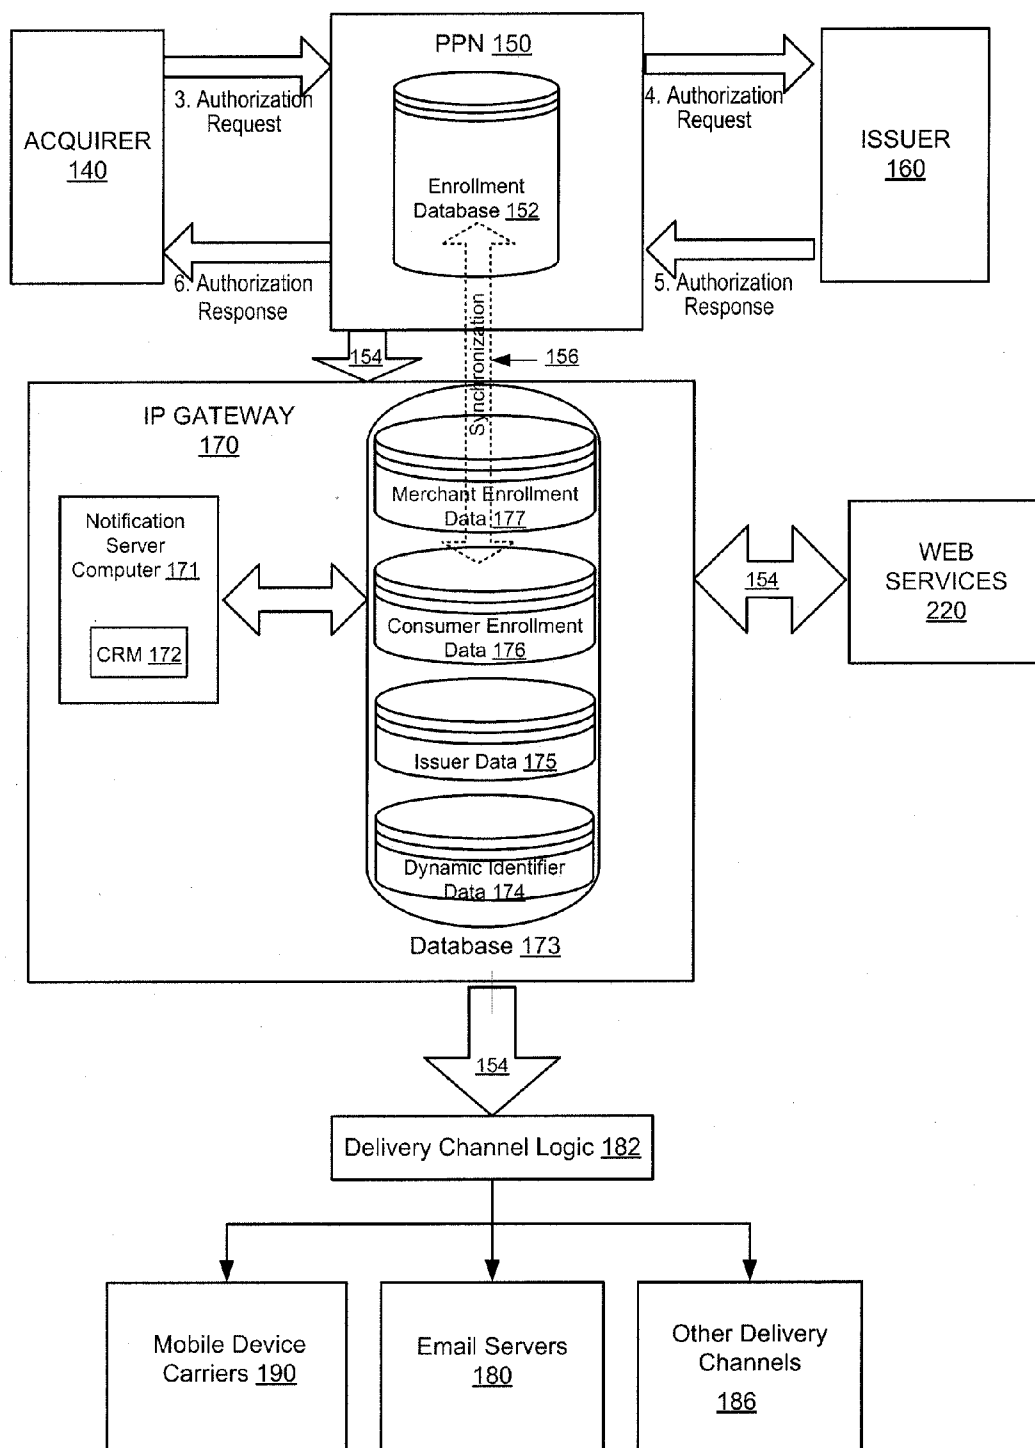 PPN 150
3. Authorization
Request
4. Authorization
Request
ACQUIRER
140
ISSUER
160
Enrollment
Database 152
6. Authorization
Response
5. Authorization
Response
154
Synchronization
156
IP GATEWAY
170
Merchant Enrollment
Data 177
Notification
Server
Computer 171
CRM 172
WEB
SERVICES
220
154
Consumer Enrollment
Data 176
Issuer Data 175
Dynamic Identifier
Data 174
Database 173
154
Delivery Channel Logic 182
Mobile Device
Carriers 190
Email Servers
180
Other Delivery
Channels
186